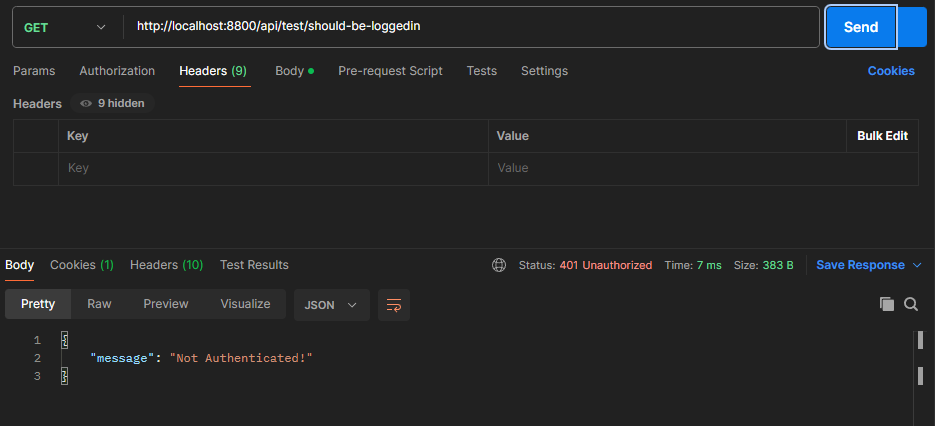 GET http://localhost:8800/api/test/should-be-loggedin Send
Params Authorization Headers (9) Body Pre-request Script Tests Settings Cookies
Headers 9 hidden
Key Value Bulk Edit
Key Value
Body Cookies (1) Headers (10) Test Results Status: 401 Unauthorized Time: 7 ms Size: 383 B Save Response
Pretty Raw Preview Visualize JSON
1 {
2 "message": "Not Authenticated!"
3 }